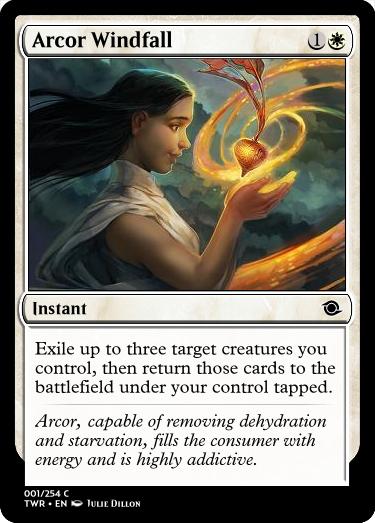 Arcor Windfall 1
Instant
Exile up to three target creatures you
control, then return those cards to the
battlefield under your control tapped.
Arcor, capable of removing dehydration
and starvation, fills the consumer with
energy and is highly addictive.
001/254 C
TWR • EN JULIE DILLON